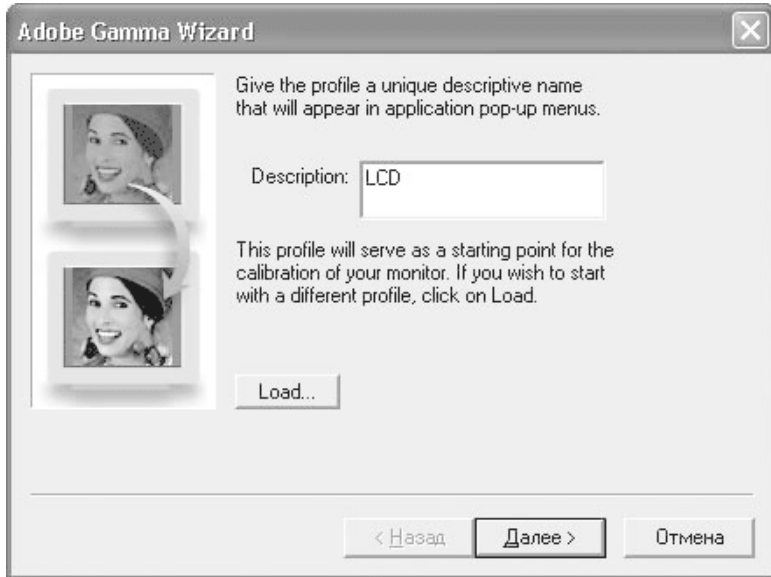 Adobe Gamma Wizard
Give the profile a unique descriptive name
that will appear in application pop-up menus.
Description: LCD
This profile will serve as a starting point for the
calibration of your monitor. If you wish to start
with a different profile, click on Load.
Load...
< Назад Далее > Отмена